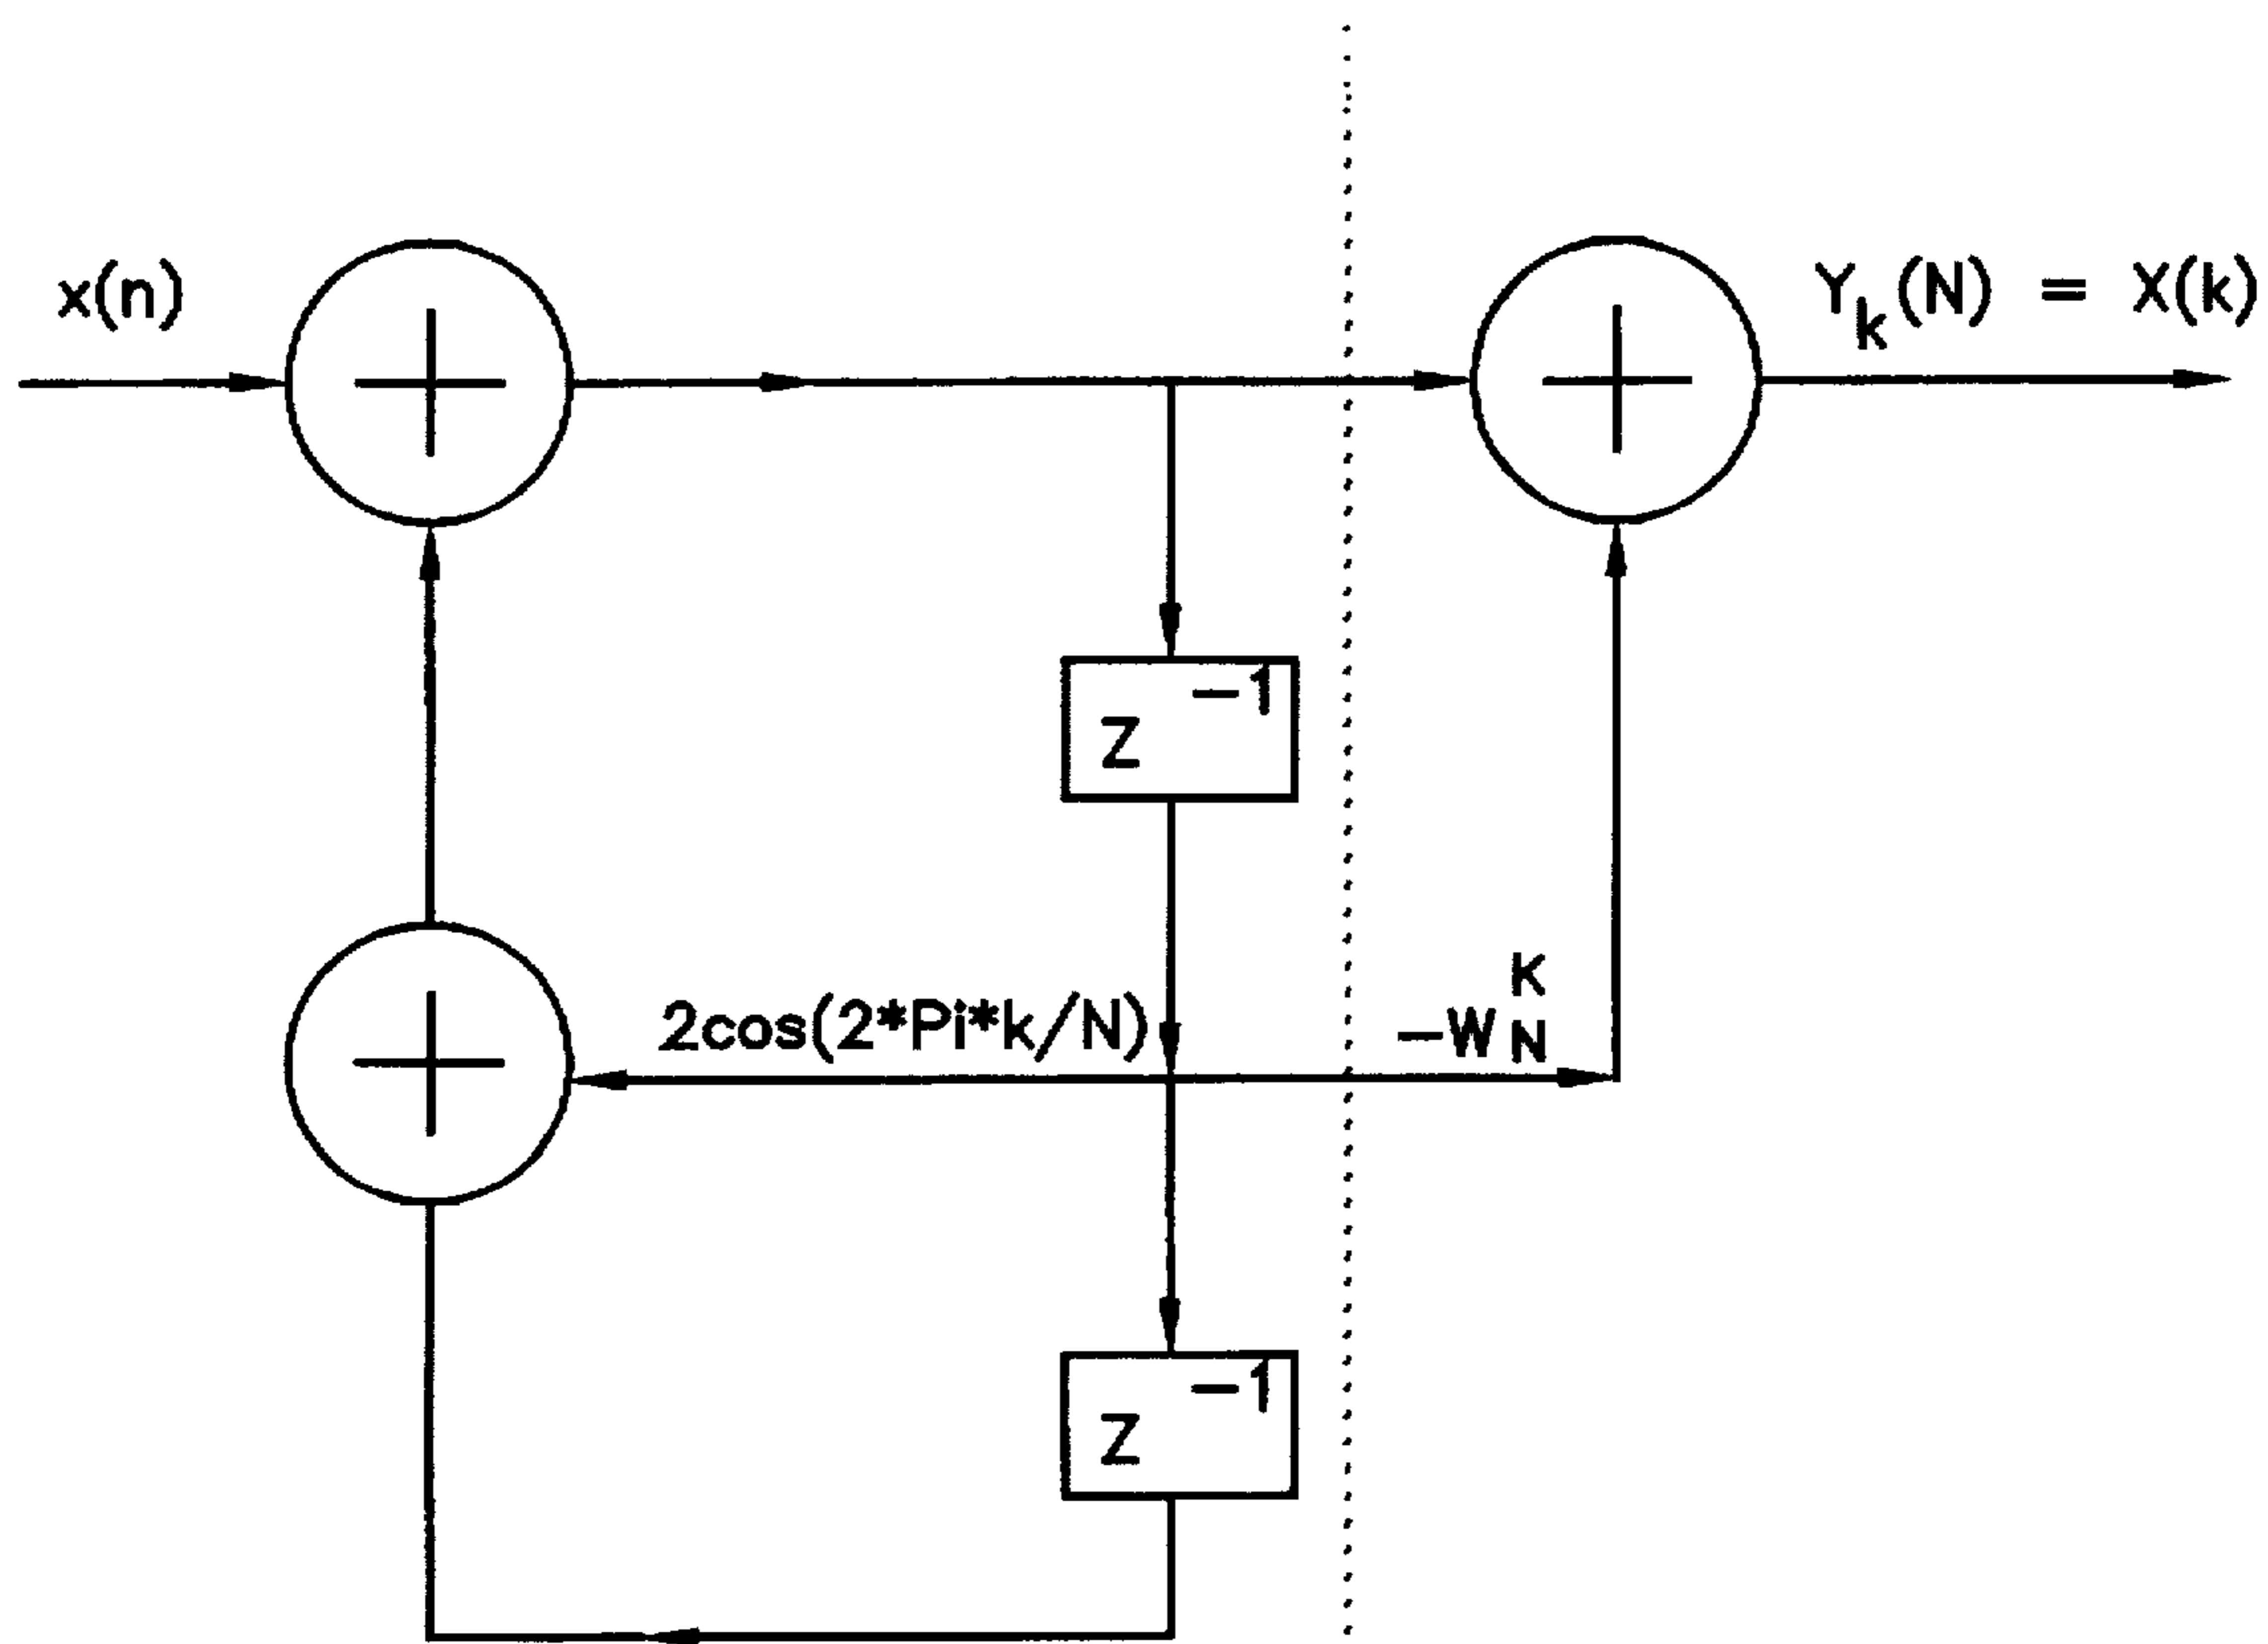 x(n)
Y_k(N) = X(k)
z^-1
2cos(2*Pi*k/N)
-W_N^K
z^-1